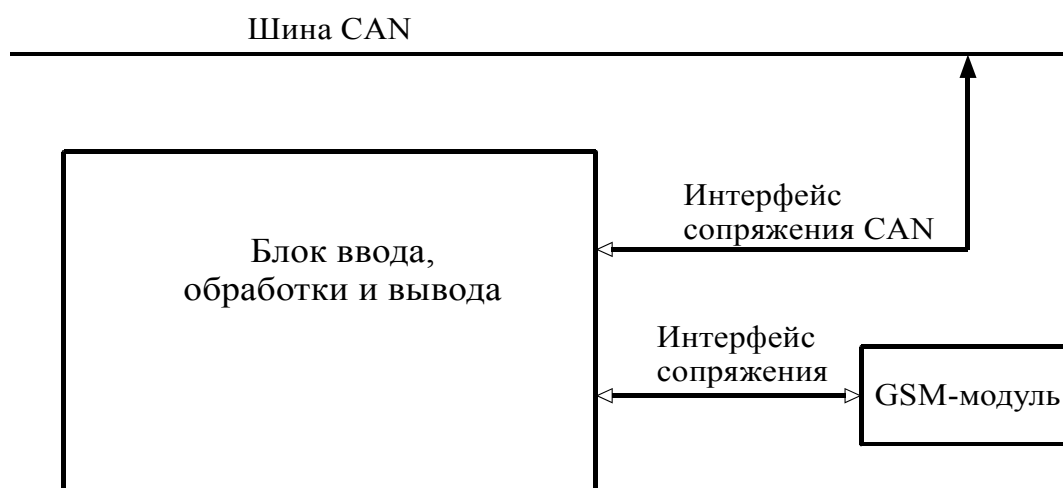 Шина CAN
Интерфейс
сопряжения CAN
Блок ввода,
обработки и вывода
Интерфейс
сопряжения
GSM-модуль